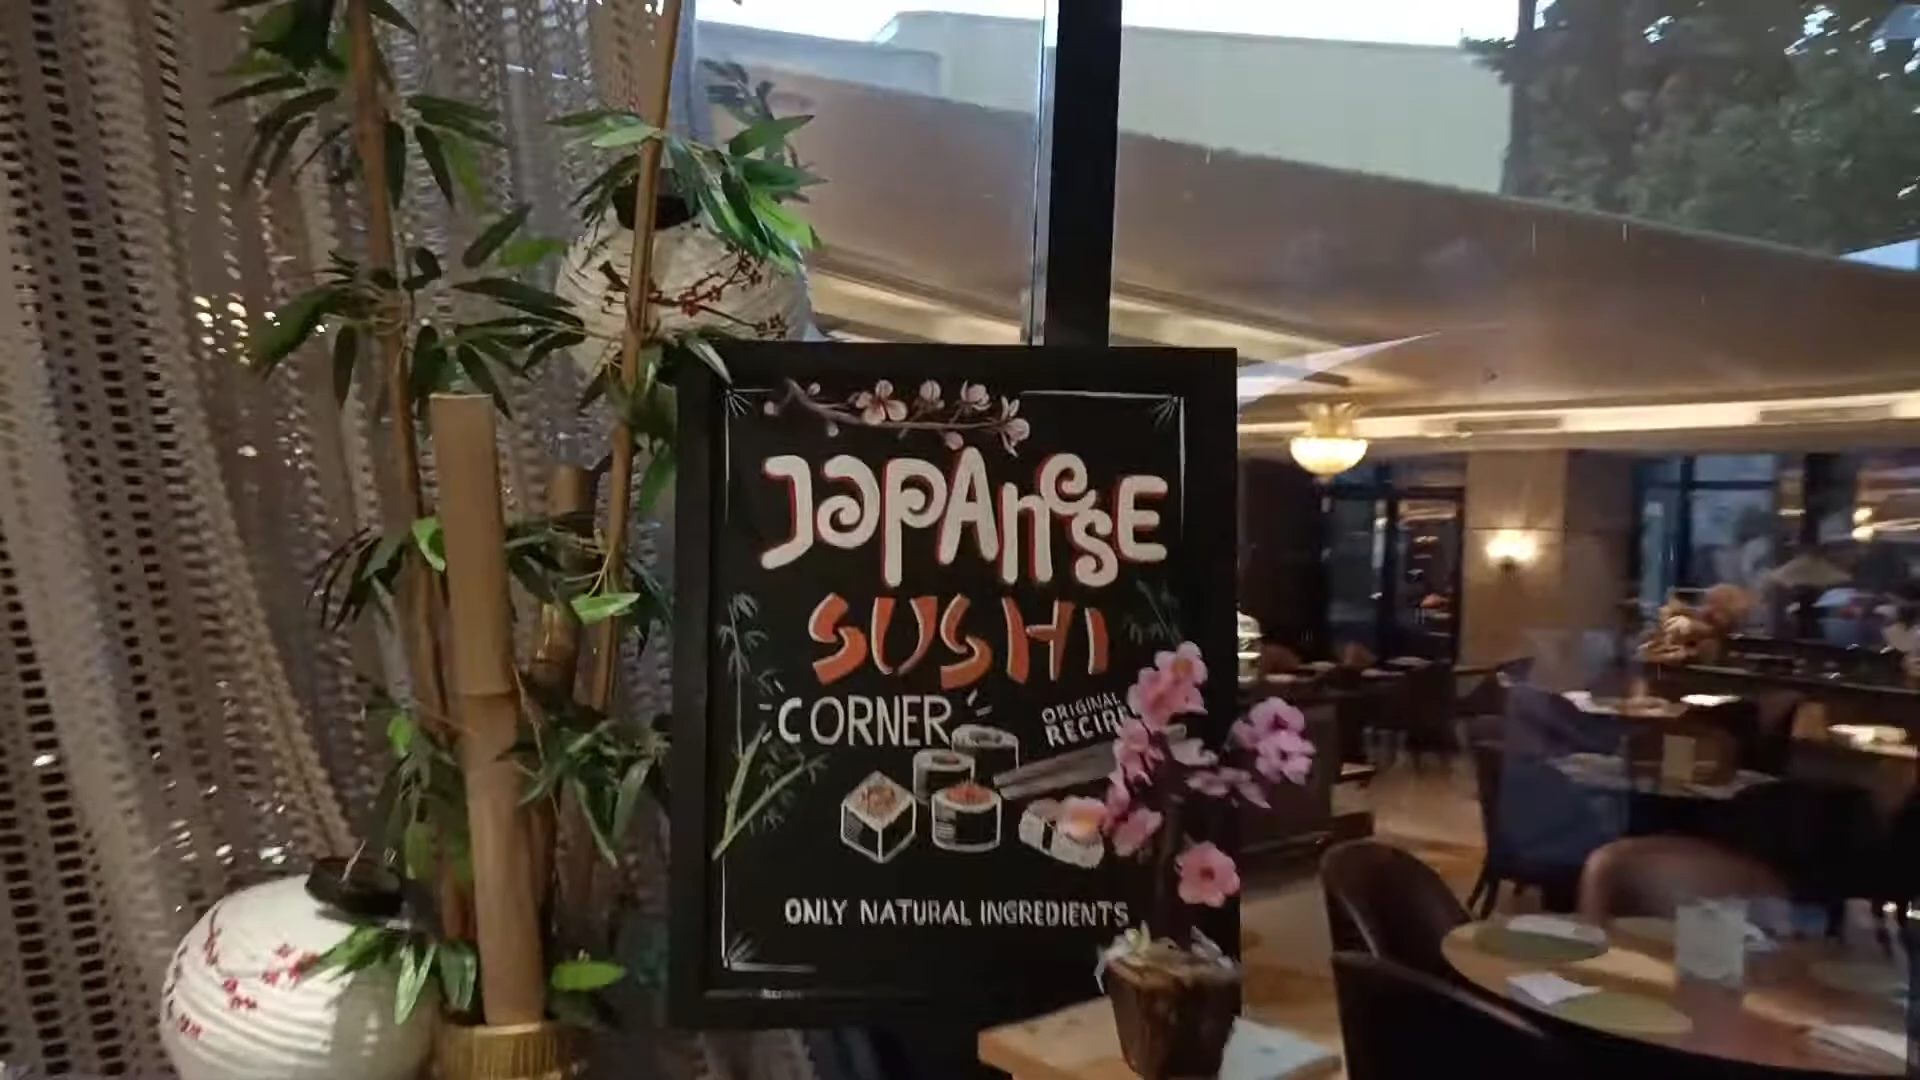 JAPANESE
SUSHI
CORNER
ORIGINAL
ONLY NATURAL INGREDIENTS